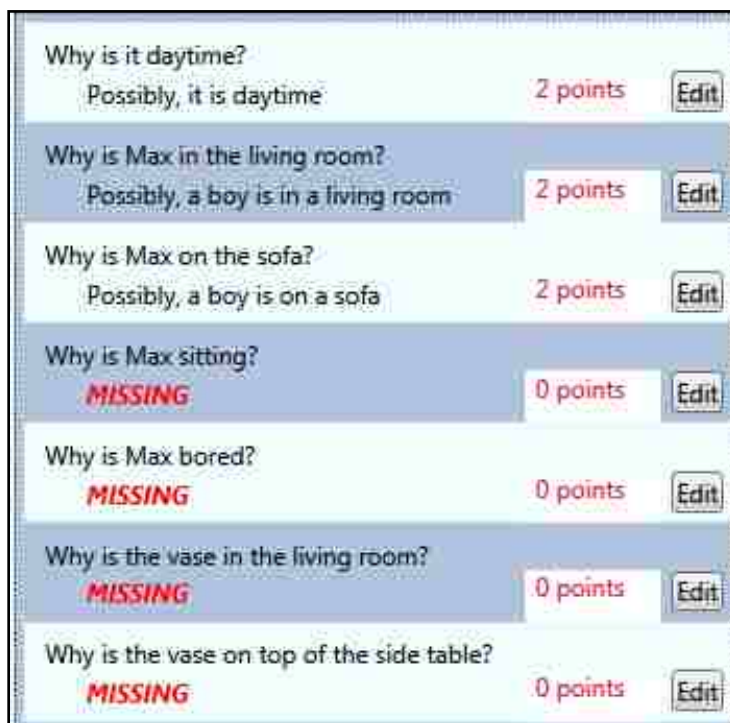 Why is it daytime?
Possibly, it is daytime 2 points Edit
Why is Max in the living room?
Possibly, a boy is in a living room 2 points Edit
Why is Max on the sofa?
Possibly, a boy is on a sofa 2 points Edit
Why is Max sitting?
MISSING 0 points Edit
Why is Max bored?
MISSING 0 points Edit
Why is the vase in the living room?
MISSING 0 points Edit
Why is the vase on top of the side table?
MISSING 0 points Edit